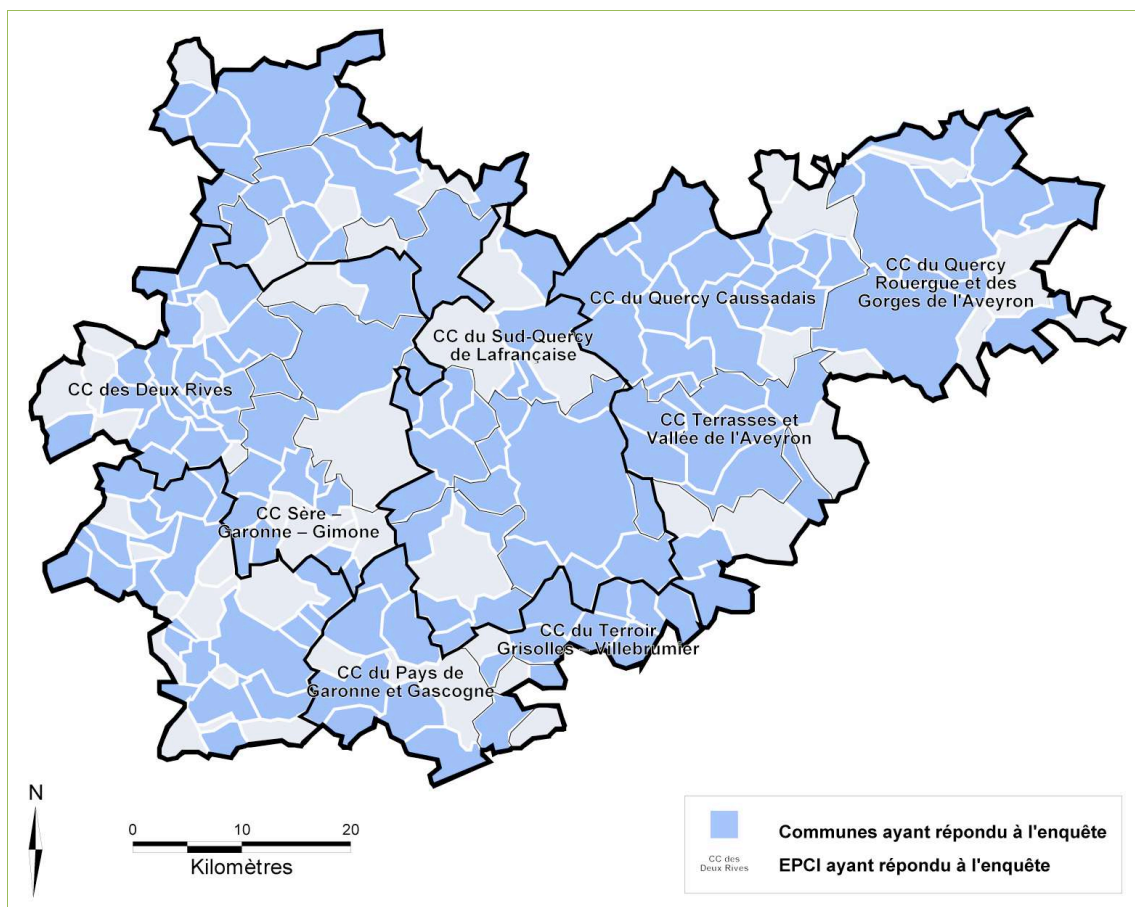 CC du Quercy
Rouergue et des
Gorges de l'Aveyron
CC du Quercy Caussadais
CC du Sud-Quercy
de Lafrançaise
CC des Deux Rives
CC Terrasses et
Vallée de l'Aveyron
CC Sère –
Garonne – Gimone
CC du Terroir
Grisolles – Villebrumier
CC du Pays de
Garonne et Gascogne
N
0 10 20
Kilomètres
Communes ayant répondu à l'enquête
CC des
Deux Rives
EPCI ayant répondu à l'enquête